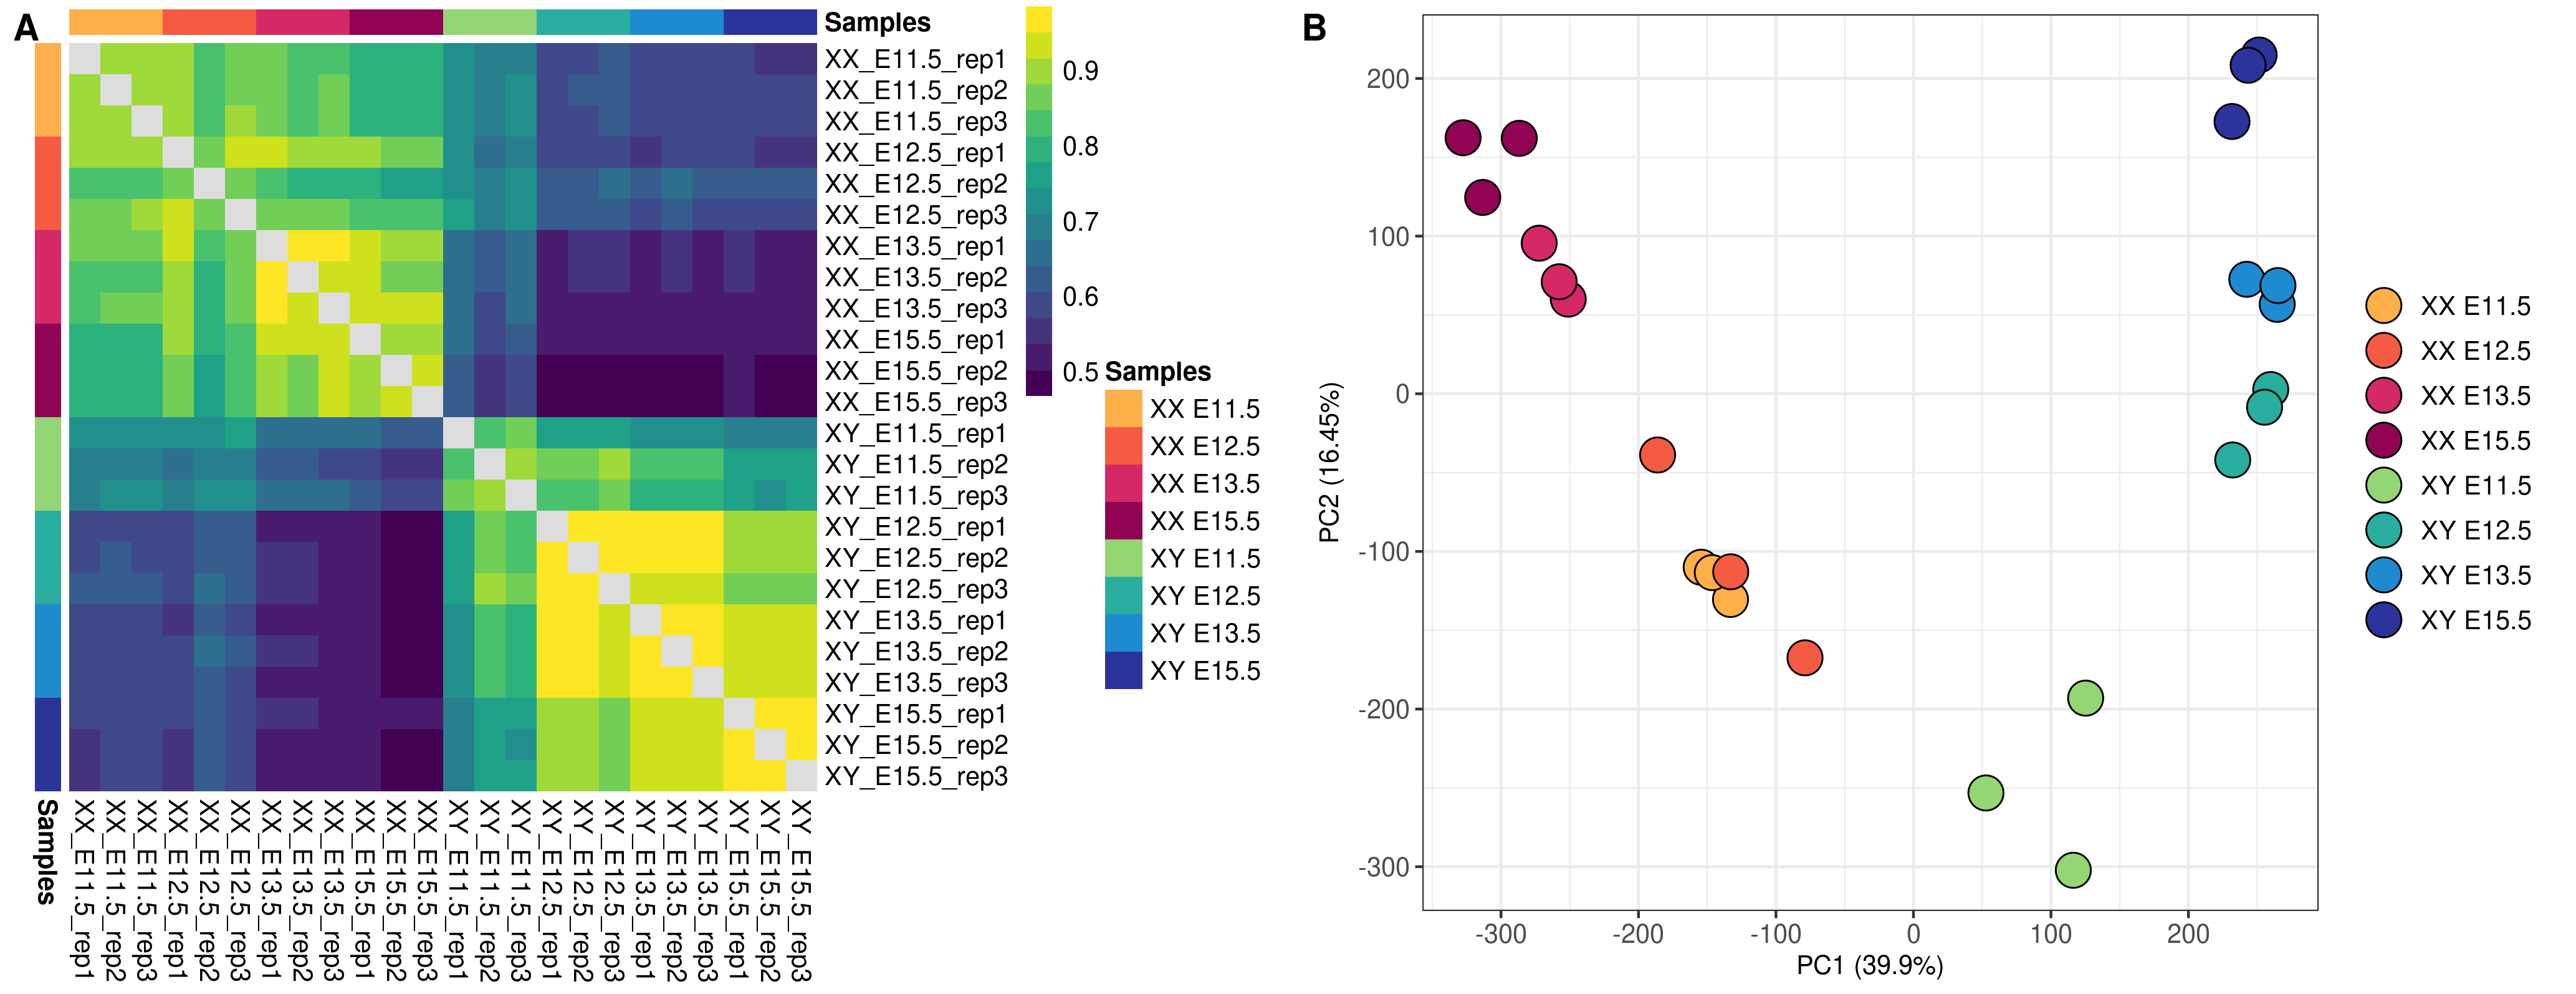 A
Samples
XX_E11.5_rep1
XX_E11.5_rep2
XX_E11.5_rep3
XX_E12.5_rep1
XX_E12.5_rep2
XX_E12.5_rep3
XX_E13.5_rep1
XX_E13.5_rep2
XX_E13.5_rep3
XX_E15.5_rep1
XX_E15.5_rep2
XX_E15.5_rep3
XY_E11.5_rep1
XY_E11.5_rep2
XY_E11.5_rep3
XY_E12.5_rep1
XY_E12.5_rep2
XY_E12.5_rep3
XY_E13.5_rep1
XY_E13.5_rep2
XY_E13.5_rep3
XY_E15.5_rep1
XY_E15.5_rep2
XY_E15.5_rep3
Samples
XX_E11.5_rep1
XX_E11.5_rep2
XX_E11.5_rep3
XX_E12.5_rep1
XX_E12.5_rep2
XX_E12.5_rep3
XX_E13.5_rep1
XX_E13.5_rep2
XX_E13.5_rep3
XX_E15.5_rep1
XX_E15.5_rep2
XX_E15.5_rep3
XY_E11.5_rep1
XY_E11.5_rep2
XY_E11.5_rep3
XY_E12.5_rep1
XY_E12.5_rep2
XY_E12.5_rep3
XY_E13.5_rep1
XY_E13.5_rep2
XY_E13.5_rep3
XY_E15.5_rep1
XY_E15.5_rep2
XY_E15.5_rep3
0.9
0.8
0.7
0.6
0.5
Samples
XX E11.5
XX E12.5
XX E13.5
XX E15.5
XY E11.5
XY E12.5
XY E13.5
XY E15.5
B
PC2 (16.45%)
200
100
0
-100
-200
-300
-300
-200
-100
0
100
200
PC1 (39.9%)
XX E11.5
XX E12.5
XX E13.5
XX E15.5
XY E11.5
XY E12.5
XY E13.5
XY E15.5